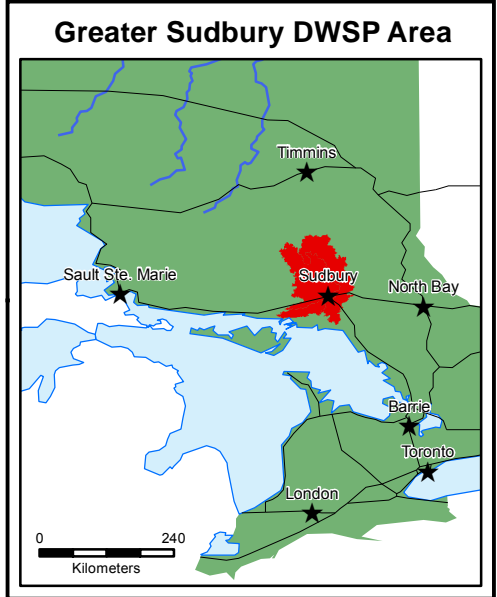 Greater Sudbury DWSP Area
Timmins
Sault Ste. Marie
Sudbury
North Bay
Barrie
Toronto
London
0 240
Kilometers